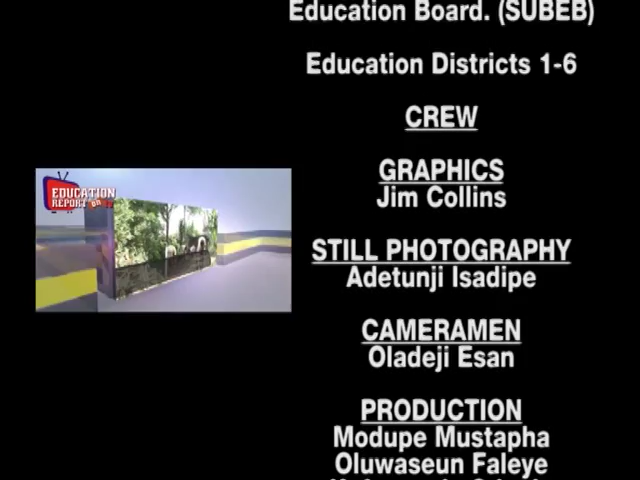 Education Board. (SUBEB)
Education Districts 1-6
CREW
GRAPHICS
Jim Collins
STILL PHOTOGRAPHY
Adetunji Isadipe
CAMERAMEN
Oladeji Esan
PRODUCTION
Modupe Mustapha
Oluwaseun Faleye
EDUCATION
REPORT on